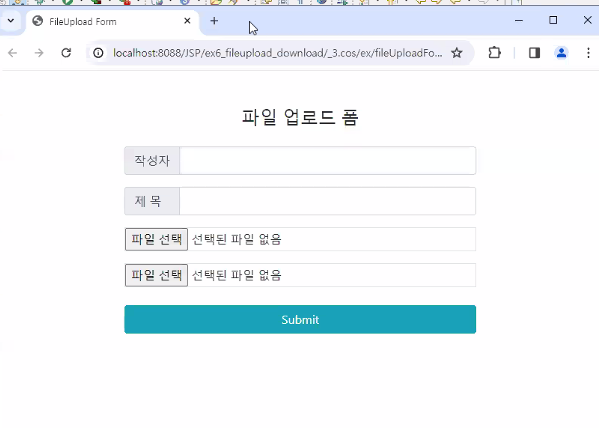 FileUpload Form
localhost:8088/JSP/ex6_fileupload_download/_3.cos/ex/fileUploadFo...
파일 업로드 폼
작성자
제 목
파일 선택 선택된 파일 없음
파일 선택 선택된 파일 없음
Submit